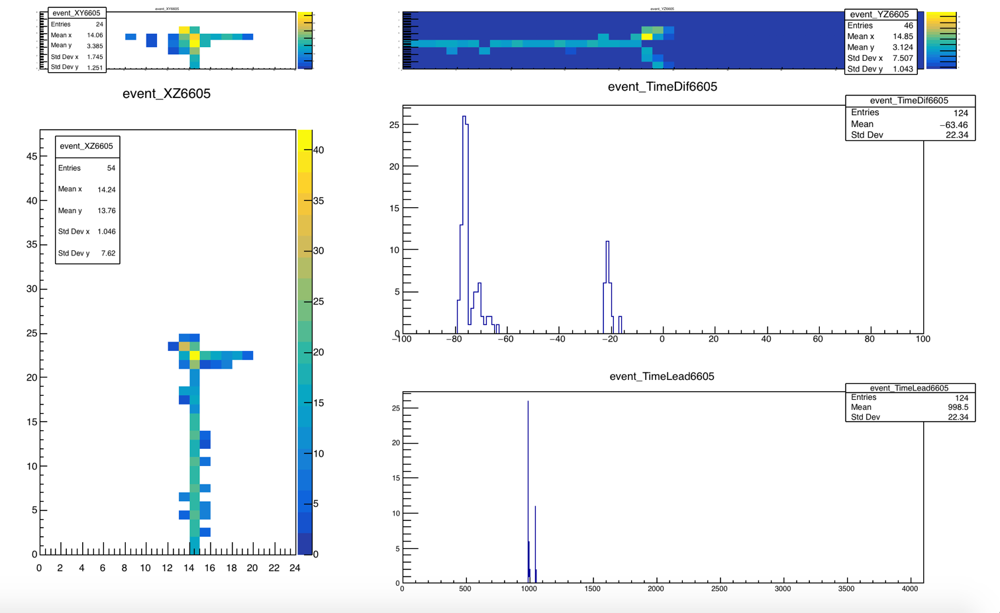 event_XY6605
event_XY6605
Entries 24
Mean x 14.06
Mean y 3.385
Std Dev x 1.745
Std Dev y 1.251
event_YZ6605
event_YZ6605
Entries 46
Mean x 14.85
Mean y 3.124
Std Dev x 7.507
Std Dev y 1.043
event_XZ6605
event_XZ6605
Entries 54
Mean x 14.24
Mean y 13.76
Std Dev x 1.046
Std Dev y 7.62
45
40
35
30
25
20
15
10
5
0
0 2 4 6 8 10 12 14 16 18 20 22 24
40
35
30
25
20
15
10
5
0
event_TimeDif6605
event_TimeDif6605
Entries 124
Mean −63.46
Std Dev 22.34
25
20
15
10
5
0
−100 −80 −60 −40 −20 0 20 40 60 80 100
event_TimeLead6605
event_TimeLead6605
Entries 124
Mean 998.5
Std Dev 22.34
25
20
15
10
5
0
0 500 1000 1500 2000 2500 3000 3500 4000